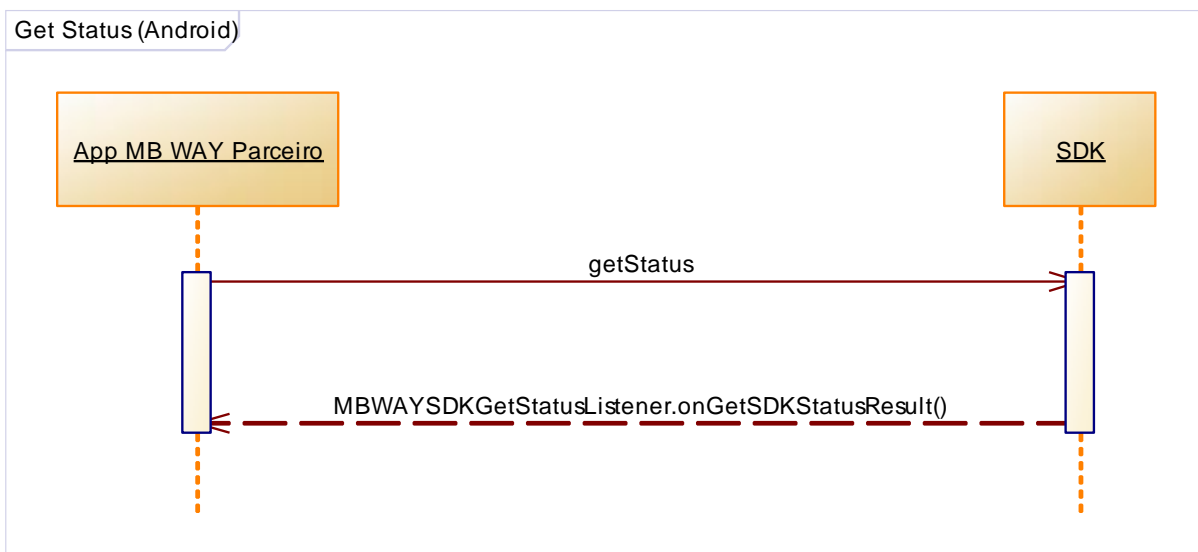 Get Status (Android)
App MB WAY Parceiro
SDK
getStatus
MBWAYSDKGetStatusListener.onGetSDKStatusResult()